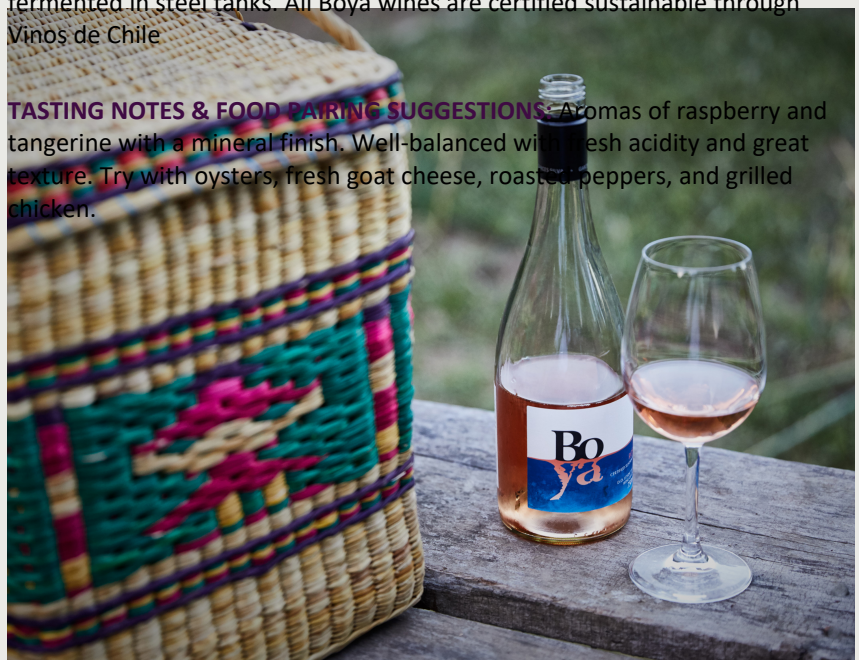 fermented in steel tanks. All Boya wines are certified sustainable through
Vinos de Chile
TASTING NOTES & FOOD PAIRING SUGGESTIONS: Aromas of raspberry and
tangerine with a mineral finish. Well-balanced with fresh acidity and great
texture. Try with oysters, fresh goat cheese, roasted peppers, and grilled
chicken.
Bo
ya